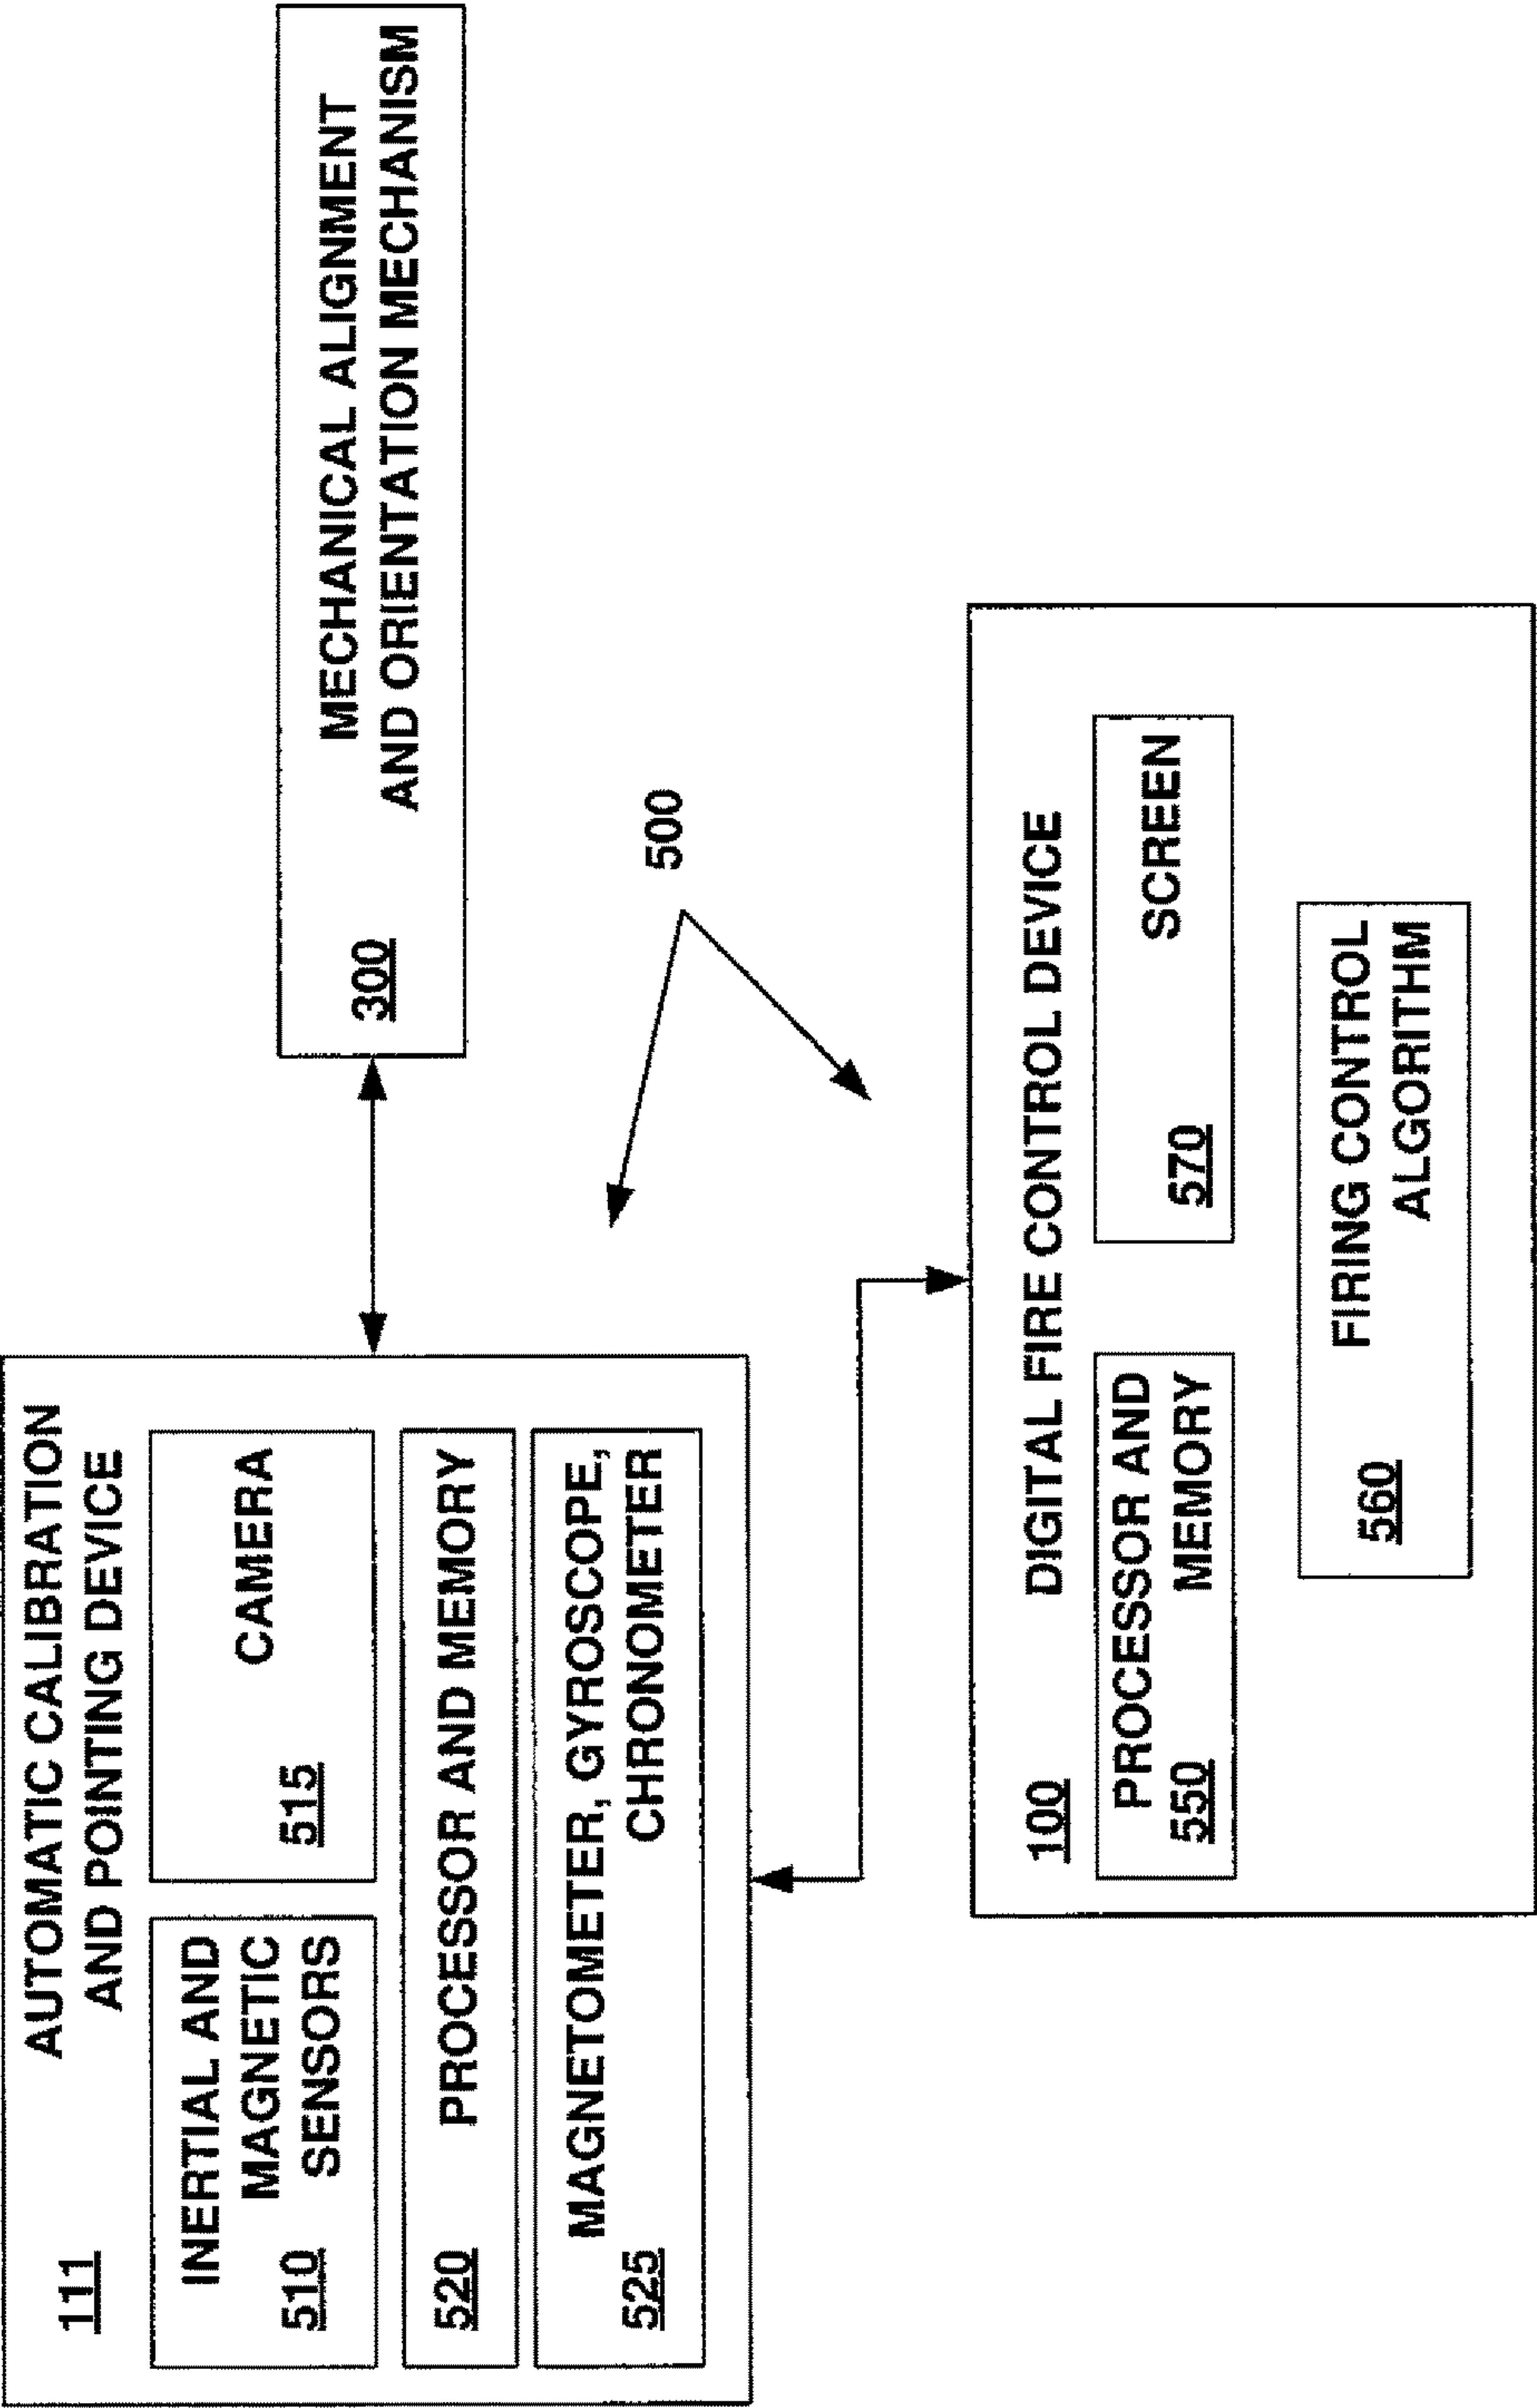 111
AUTOMATIC CALIBRATION
AND POINTING DEVICE
510
INERTIAL AND
MAGNETIC
SENSORS
515
CAMERA
520
PROCESSOR AND MEMORY
525
MAGNETOMETER, GYROSCOPE,
CHRONOMETER
300
MECHANICAL ALIGNMENT
AND ORIENTATION MECHANISM
500
100
DIGITAL FIRE CONTROL DEVICE
PROCESSOR AND
550 MEMORY
570
SCREEN
560
FIRING CONTROL
ALGORITHM